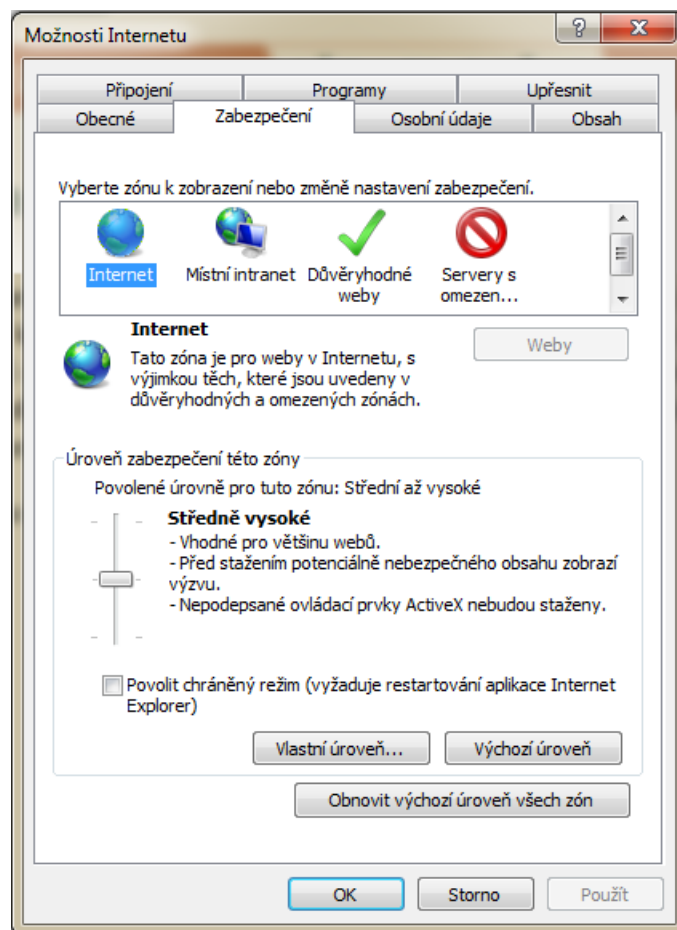 Možnosti Internetu
Připojení Programy Upřesnit
Obecné Zabezpečení Osobní údaje Obsah
Vyberte zónu k zobrazení nebo změně nastavení zabezpečení.
Internet Místní intranet Důvěryhodné weby Servery s omezen...
Internet
Weby
Tato zóna je pro weby v Internetu, s
výjimkou těch, které jsou uvedeny v
důvěryhodných a omezených zónách.
Úroveň zabezpečení této zóny
Povolené úrovně pro tuto zónu: Střední až vysoké
Středně vysoké
- Vhodné pro většinu webů.
- Před stažením potenciálně nebezpečného obsahu zobrazí
výzvu.
- Nepodepsané ovládací prvky ActiveX nebudou staženy.
Povolit chráněný režim (vyžaduje restartování aplikace Internet
Explorer)
Vlastní úroveň... Výchozí úroveň
Obnovit výchozí úroveň všech zón
OK Storno Použít